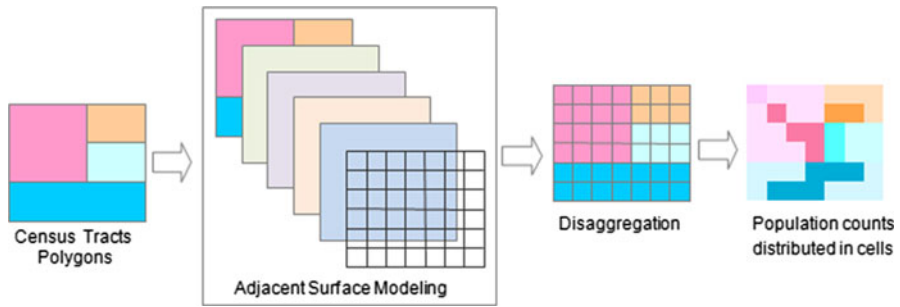 Census Tracts
Polygons
Adjacent Surface Modeling
Disaggregation
Population counts
distributed in cells